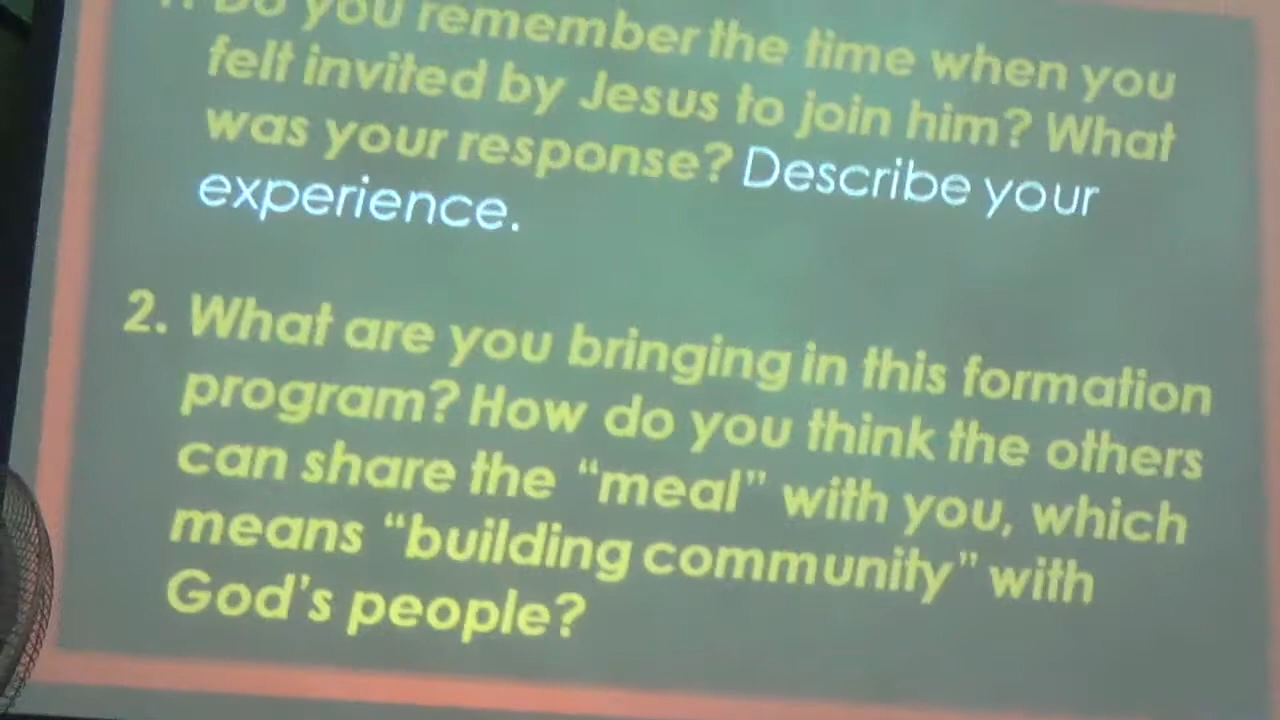 1. Do you remember the time when you
felt invited by Jesus to join him? What
was your response? Describe your
experience.
2. What are you bringing in this formation
program? How do you think the others
can share the “meal” with you, which
means “building community” with
God's people?